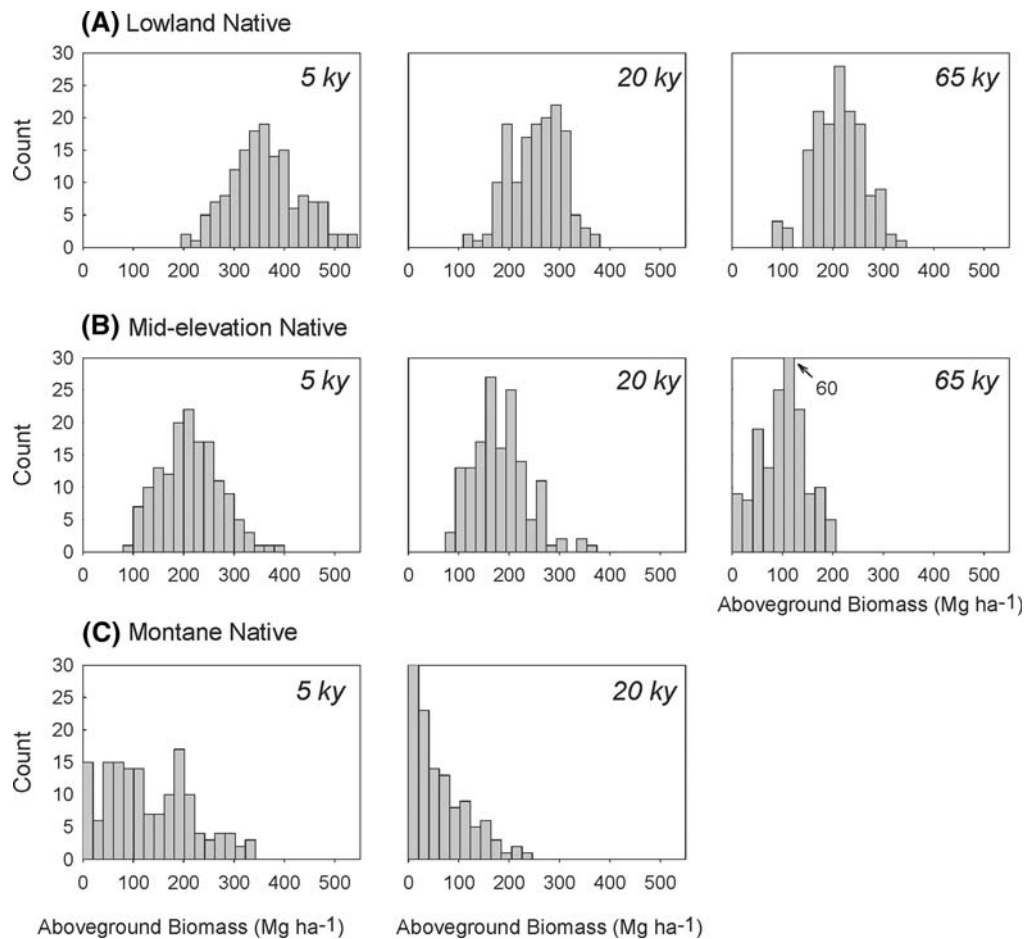 (A) Lowland Native
5 ky
20 ky
65 ky
Count
30
25
20
15
10
5
0
0 100 200 300 400 500
0 100 200 300 400 500
0 100 200 300 400 500
(B) Mid-elevation Native
5 ky
20 ky
65 ky
60
Count
30
25
20
15
10
5
0
0 100 200 300 400 500
0 100 200 300 400 500
0 100 200 300 400 500
Aboveground Biomass (Mg ha-1)
(C) Montane Native
5 ky
20 ky
Count
30
25
20
15
10
5
0
0 100 200 300 400 500
0 100 200 300 400 500
Aboveground Biomass (Mg ha-1)
Aboveground Biomass (Mg ha-1)